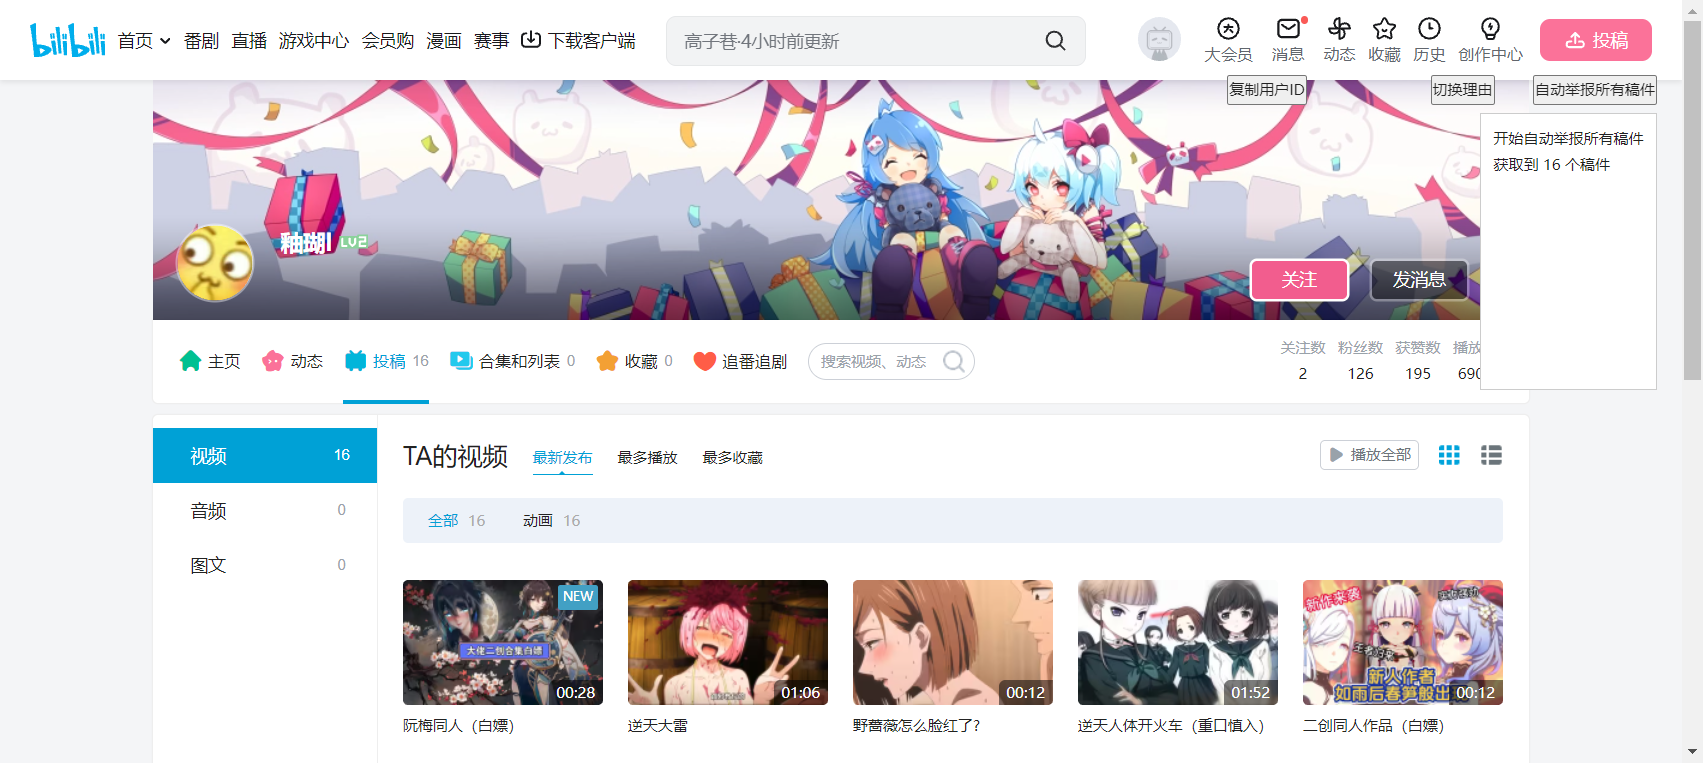 bilibili 首页 番剧 直播 游戏中心 会员购 漫画 赛事 下载客户端 高子巷·4小时前更新 大会员 消息 动态 收藏 历史 创作中心 投稿
复制用户ID 切换理由 自动举报所有稿件
开始自动举报所有稿件
获取到 16 个稿件
釉瑚l LV2
关注 发消息
主页 动态 投稿 16 合集和列表 0 收藏 0 追番追剧 搜索视频、动态
关注数 粉丝数 获赞数 播放
2 126 195 690
视频 16
音频 0
图文 0
TA的视频 最新发布 最多播放 最多收藏 播放全部
全部 16 动画 16
NEW
大佬二创合集白嫖
00:28
阮梅同人（白嫖）
01:06
逆天大雷
00:12
野蔷薇怎么脸红了?
01:52
逆天人体开火车（重口慎入）
新作来袭
王者归来
新人作者
如雨后春笋般出
00:12
二创同人作品（白嫖）